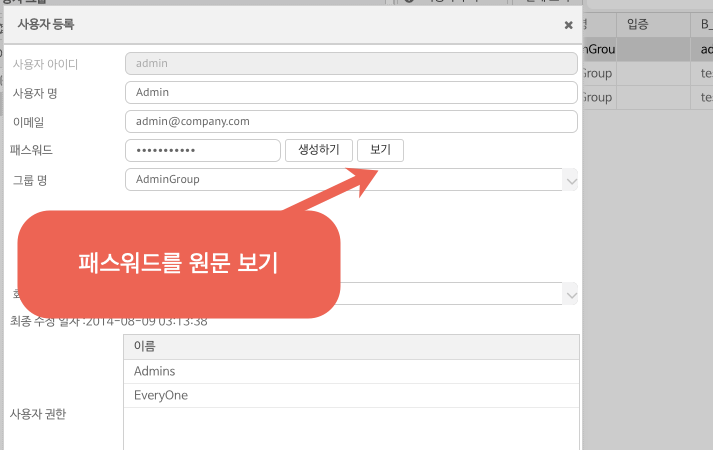 사용자 등록
입증
B_
사용자 아이디
admin
nGrou
ad
사용자 명
Admin
Group
te
이메일
admin@company.com
Group
te
패스워드
•••••••••••
생성하기
보기
그룹 명
AdminGroup
패스워드를 원문 보기
최종 수정 일자 :2014-08-09 03:13:38
이름
Admins
EveryOne
사용자 권한